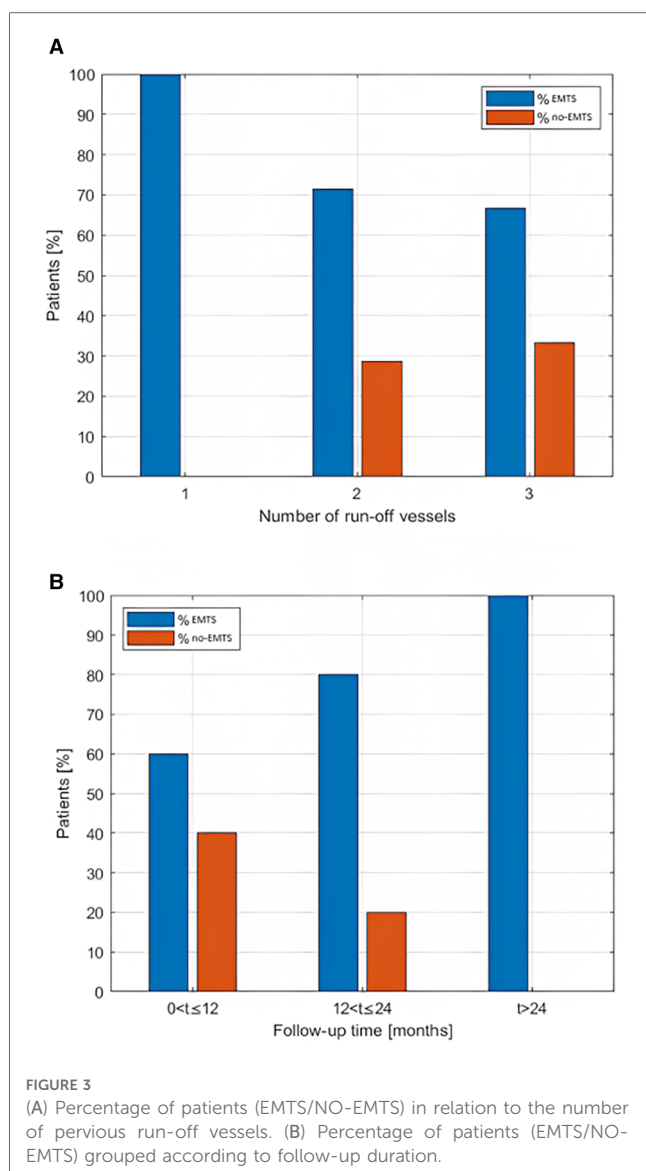 A
100
90
80
70
60
50
40
30
20
10
0
Patients [%]
% EMTS
% no-EMTS
1 2 3
Number of run-off vessels
B
100
90
80
70
60
50
40
30
20
10
0
Patients [%]
% EMTS
% no-EMTS
0<t≤12 12<t≤24 t>24
Follow-up time [months]
FIGURE 3
(A) Percentage of patients (EMTS/NO-EMTS) in relation to the number
of pervious run-off vessels. (B) Percentage of patients (EMTS/NO-
EMTS) grouped according to follow-up duration.